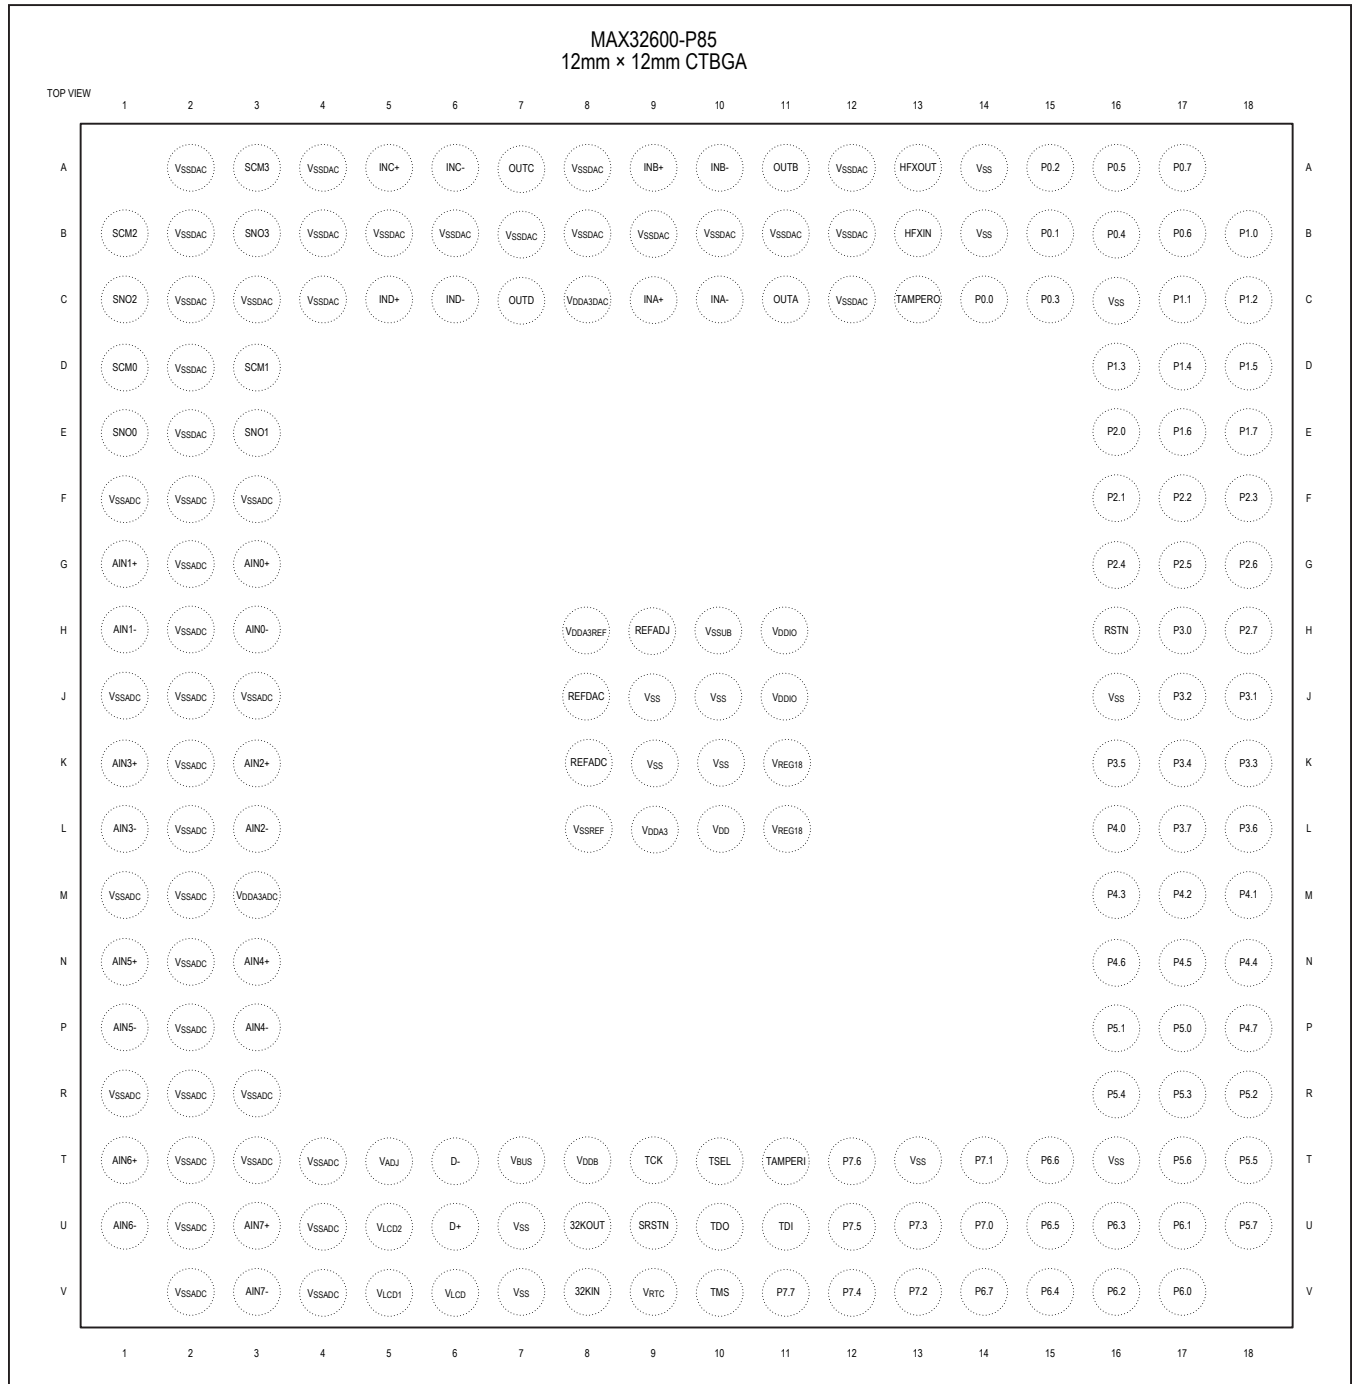 MAX32600-P85
12mm × 12mm CTBGA
TOP VIEW
1 2 3 4 5 6 7 8 9 10 11 12 13 14 15 16 17 18
A VSSDAC SCM3 VSSDAC INC+ INC- OUTC VSSDAC INB+ INB- OUTB VSSDAC HFXOUT VSS P0.2 P0.5 P0.7 A
B SCM2 VSSDAC SNO3 VSSDAC VSSDAC VSSDAC VSSDAC VSSDAC VSSDAC VSSDAC VSSDAC VSSDAC HFXIN VSS P0.1 P0.4 P0.6 P1.0 B
C SNO2 VSSDAC VSSDAC VSSDAC IND+ IND- OUTD VDDA3DAC INA+ INA- OUTA VSSDAC TAMPERO P0.0 P0.3 VSS P1.1 P1.2 C
D SCM0 VSSDAC SCM1 P1.3 P1.4 P1.5 D
E SNO0 VSSDAC SNO1 P2.0 P1.6 P1.7 E
F VSSADC VSSADC VSSADC P2.1 P2.2 P2.3 F
G AIN1+ VSSADC AIN0+ P2.4 P2.5 P2.6 G
H AIN1- VSSADC AIN0- VDDA3REF REFADJ VSSUB VDDIO RSTN P3.0 P2.7 H
J VSSADC VSSADC VSSADC REFDAC VSS VSS VDDIO VSS P3.2 P3.1 J
K AIN3+ VSSADC AIN2+ REFADC VSS VSS VREG18 P3.5 P3.4 P3.3 K
L AIN3- VSSADC AIN2- VSSREF VDDA3 VDD VREG18 P4.0 P3.7 P3.6 L
M VSSADC VSSADC VDDA3ADC P4.3 P4.2 P4.1 M
N AIN5+ VSSADC AIN4+ P4.6 P4.5 P4.4 N
P AIN5- VSSADC AIN4- P5.1 P5.0 P4.7 P
R VSSADC VSSADC VSSADC P5.4 P5.3 P5.2 R
T AIN6+ VSSADC VSSADC VSSADC VADJ D- VBUS VDDB TCK TSEL TAMPERI P7.6 VSS P7.1 P6.6 VSS P5.6 P5.5 T
U AIN6- VSSADC AIN7+ VSSADC VLCD2 D+ VSS 32KOUT SRSTN TDO TDI P7.5 P7.3 P7.0 P6.5 P6.3 P6.1 P5.7 U
V VSSADC AIN7- VSSADC VLCD1 VLCD VSS 32KIN VRTC TMS P7.7 P7.4 P7.2 P6.7 P6.4 P6.2 P6.0 V
1 2 3 4 5 6 7 8 9 10 11 12 13 14 15 16 17 18